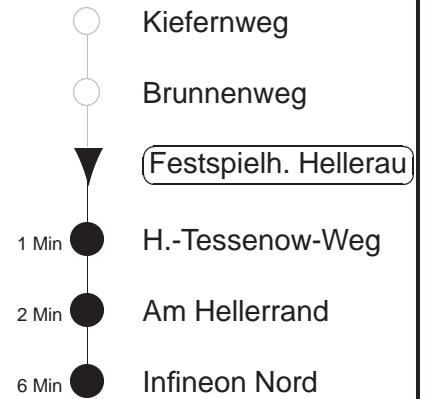 Kiefernweg
Brunnenweg
Festspielh. Hellerau
1 Min H.-Tessenow-Weg
2 Min Am Hellerrand
6 Min Infineon Nord